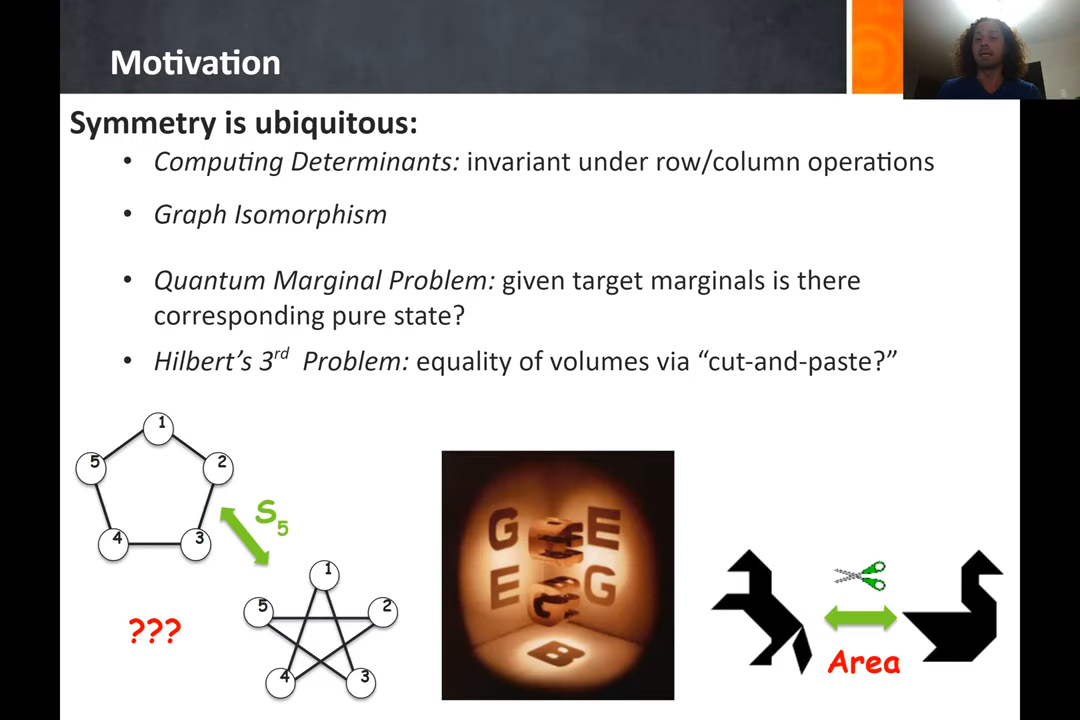 Motivation
Symmetry is ubiquitous:
• Computing Determinants: invariant under row/column operations
• Graph Isomorphism
• Quantum Marginal Problem: given target marginals is there
corresponding pure state?
• Hilbert's 3rd Problem: equality of volumes via “cut-and-paste?”
1
5
2
4
3
S5
1
5
2
4
3
???
G E
E G
B
Area